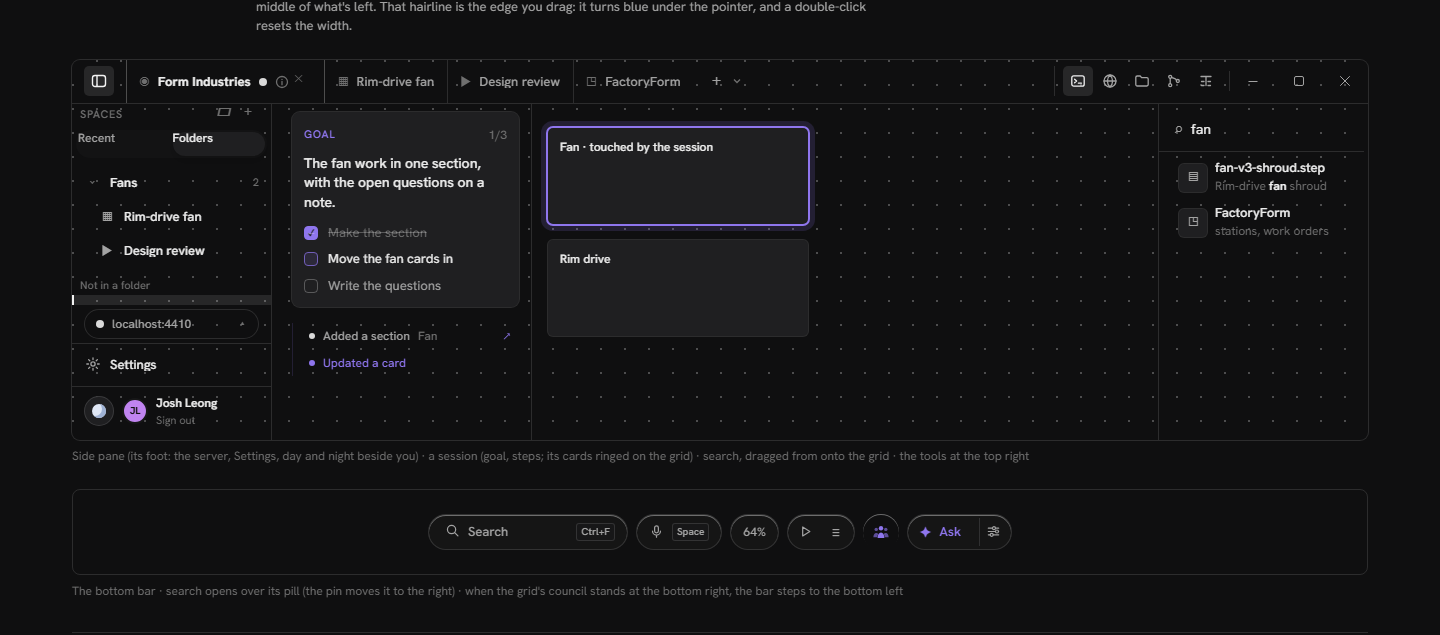 middle of what's left. That hairline is the edge you drag: it turns blue under the pointer, and a double-click
resets the width.
Form Industries
Rim-drive fan
Design review
FactoryForm
SPACES
Recent
Folders
Fans
2
Rim-drive fan
Design review
Not in a folder
localhost:4410
Settings
JL
Josh Leong
Sign out
GOAL
1/3
The fan work in one section,
with the open questions on a
note.
Make the section
Move the fan cards in
Write the questions
Added a section Fan
Updated a card
Fan · touched by the session
Rim drive
fan
fan-v3-shroud.step
Rim-drive fan shroud
FactoryForm
stations, work orders
Side pane (its foot: the server, Settings, day and night beside you) · a session (goal, steps; its cards ringed on the grid) · search, dragged from onto the grid · the tools at the top right
Search
Ctrl+F
Space
64%
Ask
The bottom bar · search opens over its pill (the pin moves it to the right) · when the grid's council stands at the bottom right, the bar steps to the bottom left